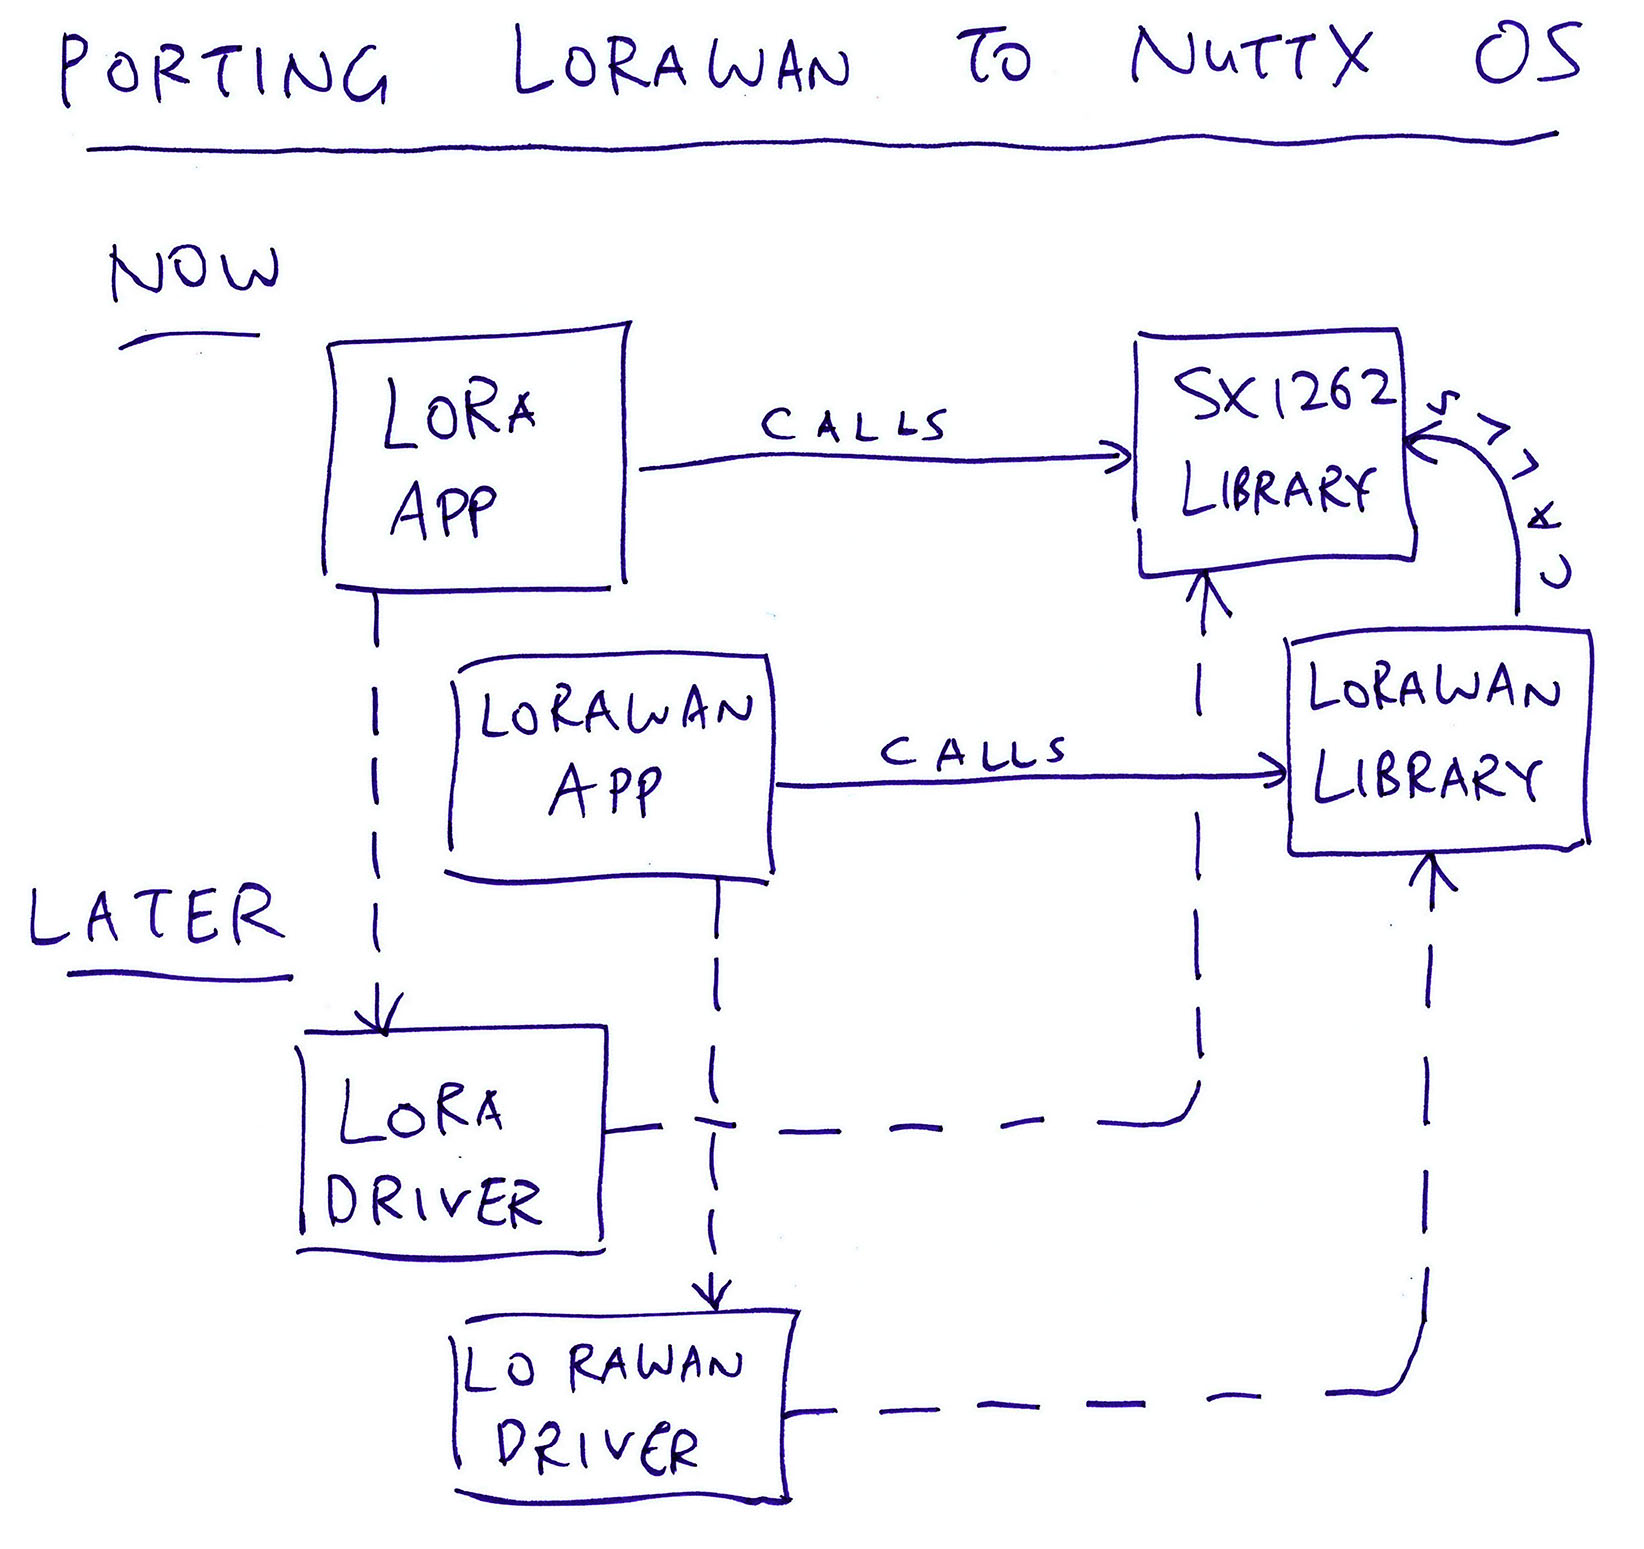 PORTING LORAWAN TO NUTTX OS
NOW
LORA
APP
CALLS
SX1262
LIBRARY
CALLS
LORAWAN
APP
CALLS
LORAWAN
LIBRARY
LATER
LORA
DRIVER
LORAWAN
DRIVER